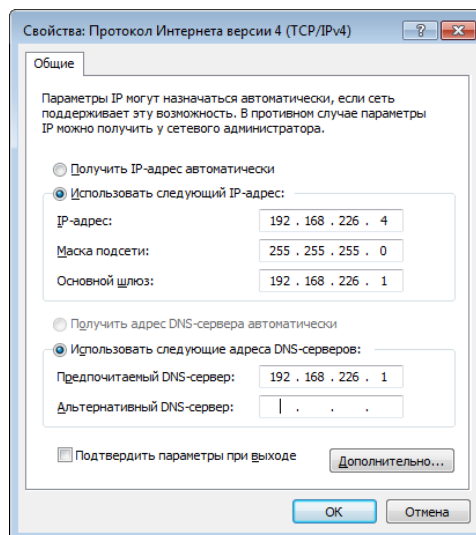 Свойства: Протокол Интернета версии 4 (TCP/IPv4)
Общие
Параметры IP могут назначаться автоматически, если сеть
поддерживает эту возможность. В противном случае параметры
IP можно получить у сетевого администратора.
Получить IP-адрес автоматически
Использовать следующий IP-адрес:
IP-адрес: 192 . 168 . 226 . 4
Маска подсети: 255 . 255 . 255 . 0
Основной шлюз: 192 . 168 . 226 . 1
Получить адрес DNS-сервера автоматически
Использовать следующие адреса DNS-серверов:
Предпочитаемый DNS-сервер: 192 . 168 . 226 . 1
Альтернативный DNS-сервер: . . .
Подтвердить параметры при выходе
Дополнительно...
ОК Отмена